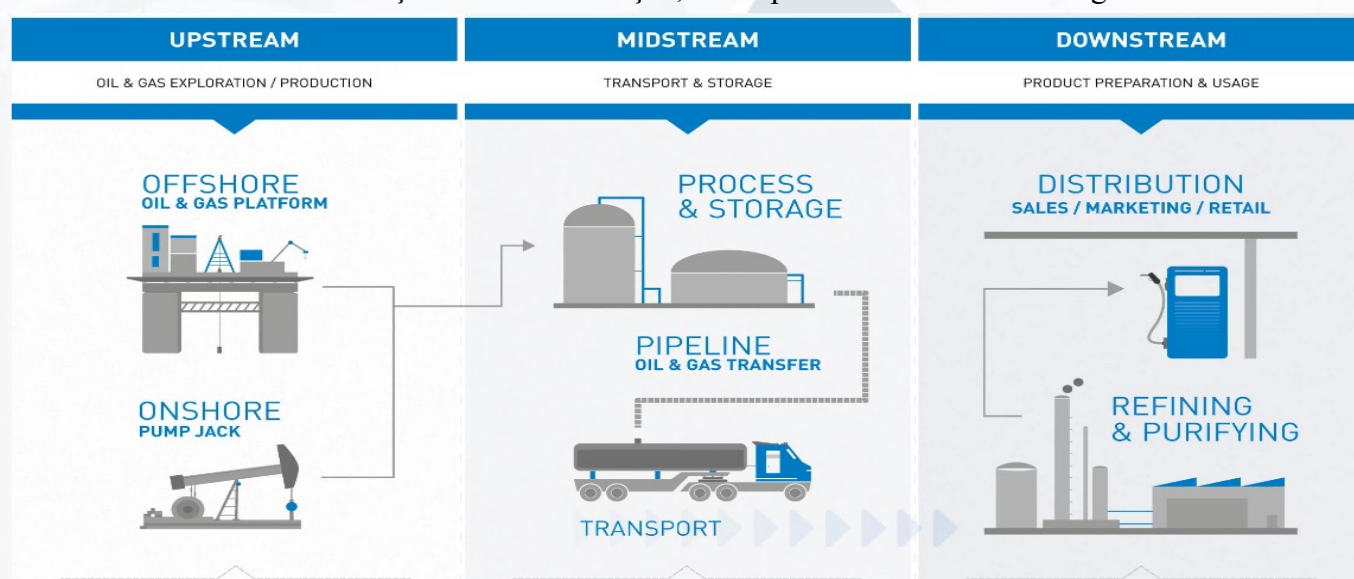 UPSTREAM
OIL & GAS EXPLORATION / PRODUCTION
OFFSHORE
OIL & GAS PLATFORM
ONSHORE
PUMP JACK
MIDSTREAM
TRANSPORT & STORAGE
PROCESS
& STORAGE
PIPELINE
OIL & GAS TRANSFER
TRANSPORT
DOWNSTREAM
PRODUCT PREPARATION & USAGE
DISTRIBUTION
SALES / MARKETING / RETAIL
REFINING
& PURIFYING